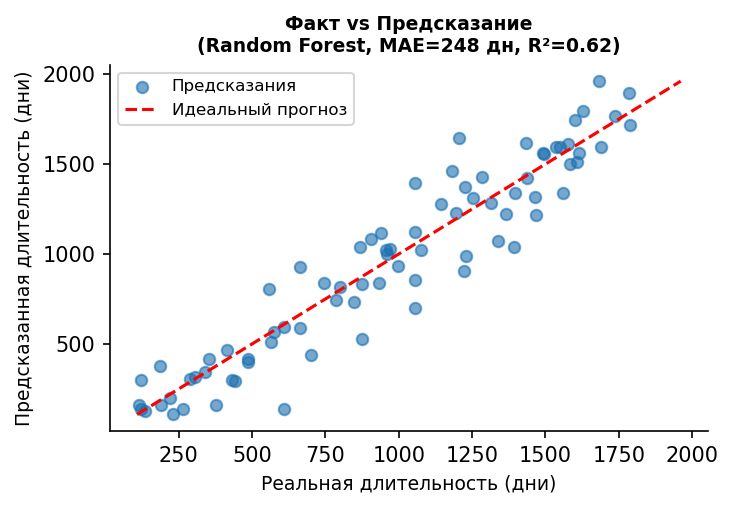 Факт vs Предсказание
(Random Forest, MAE=248 дн, R²=0.62)
Предсказания
Идеальный прогноз
Предсказанная длительность (дни)
2000
1500
1000
500
250 500 750 1000 1250 1500 1750 2000
Реальная длительность (дни)